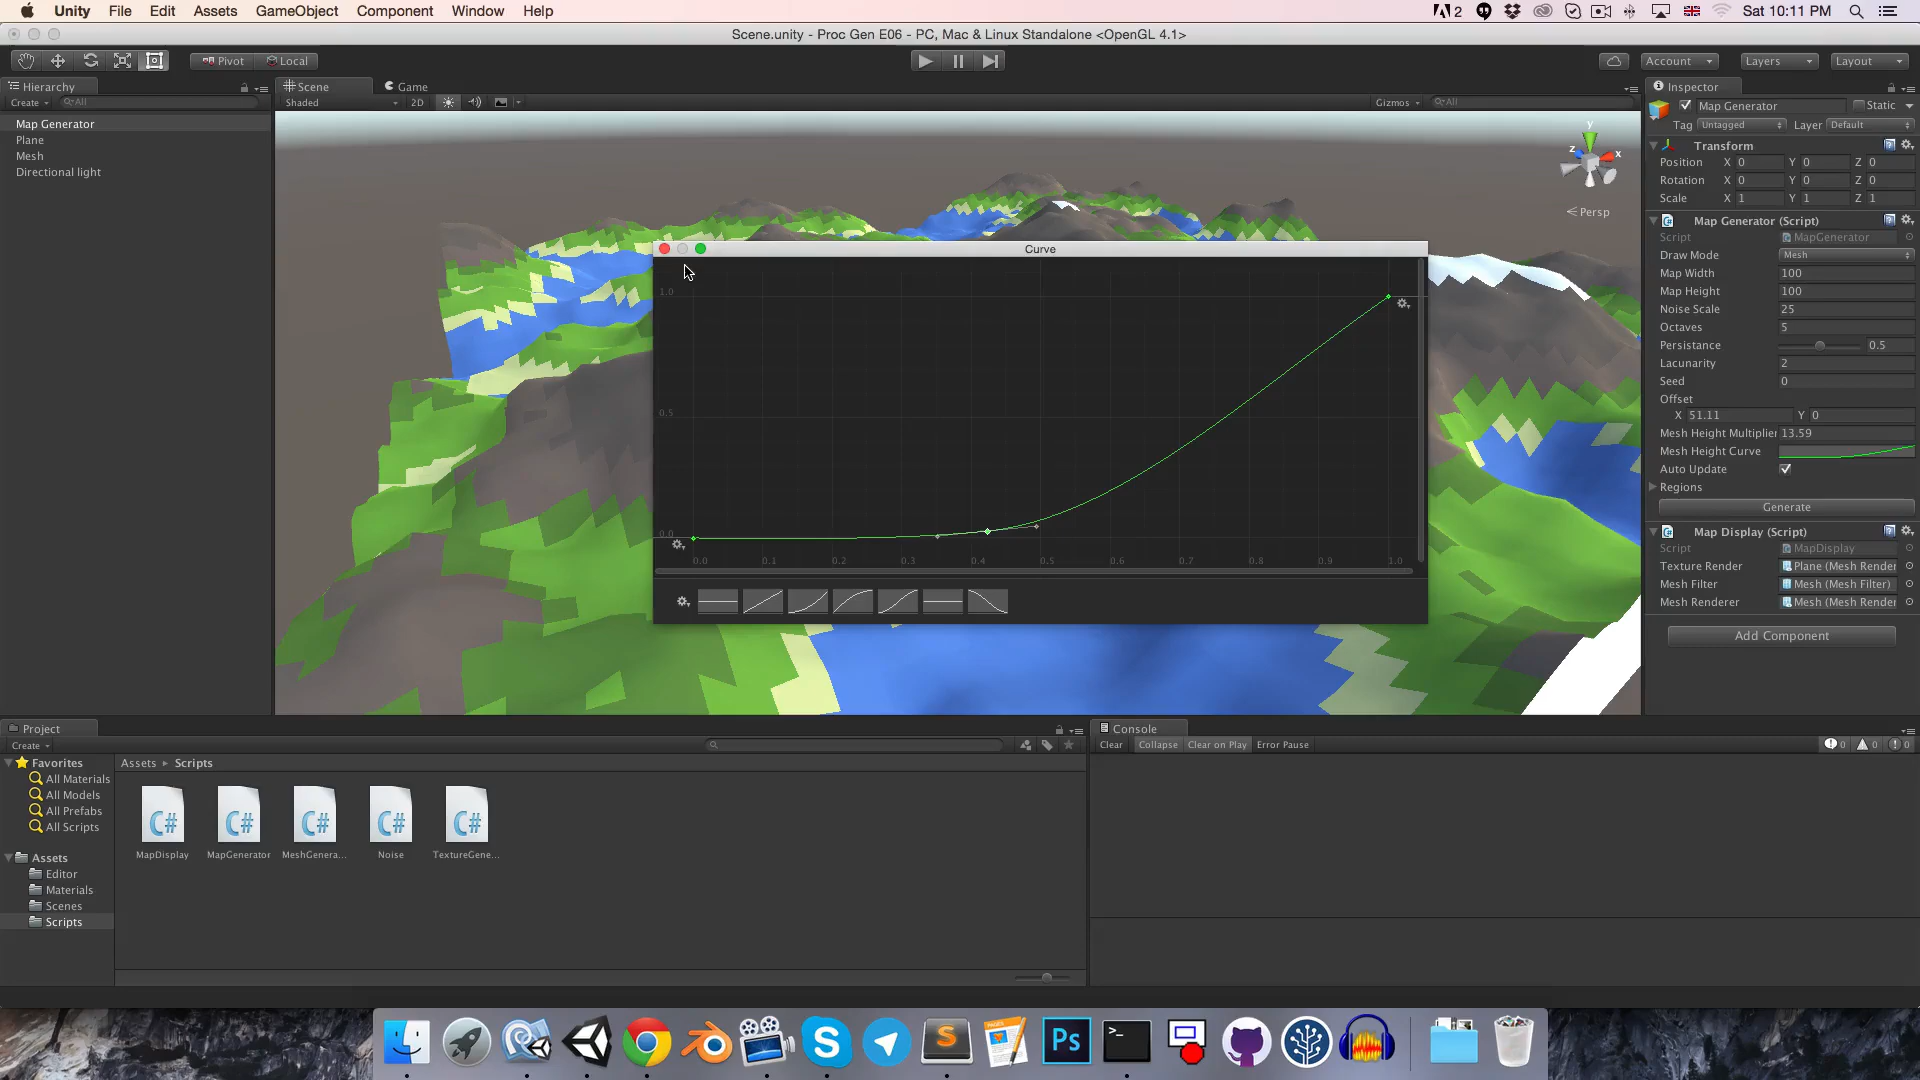 Unity File Edit Assets GameObject Component Window Help
2 Sat 10:11 PM
Scene.unity - Proc Gen E06 - PC, Mac & Linux Standalone <OpenGL 4.1>
Pivot Local
Account Layers Layout
Hierarchy
Create All
Map Generator
Plane
Mesh
Directional light
Scene Game
Shaded 2D Gizmos All
y
z x
Persp
Curve
1.0
0.5
0.0
0.0 0.1 0.2 0.3 0.4 0.5 0.6 0.7 0.8 0.9 1.0
Inspector
Map Generator Static
Tag Untagged Layer Default
Transform
Position X 0 Y 0 Z 0
Rotation X 0 Y 0 Z 0
Scale X 1 Y 1 Z 1
Map Generator (Script)
Script MapGenerator
Draw Mode Mesh
Map Width 100
Map Height 100
Noise Scale 25
Octaves 5
Persistance 0.5
Lacunarity 2
Seed 0
Offset
X 51.11 Y 0
Mesh Height Multiplier 13.59
Mesh Height Curve
Auto Update
Regions
Generate
Map Display (Script)
Script MapDisplay
Texture Render Plane (Mesh Render
Mesh Filter Mesh (Mesh Filter)
Mesh Renderer Mesh (Mesh Render
Add Component
Project
Create
Favorites
All Materials
All Models
All Prefabs
All Scripts
Assets
Editor
Materials
Scenes
Scripts
Assets Scripts
C# C# C# C# C#
MapDisplay MapGenerator MeshGenera... Noise TextureGene...
Console
Clear Collapse Clear on Play Error Pause 0 0 0
S S PAGES Ps >_